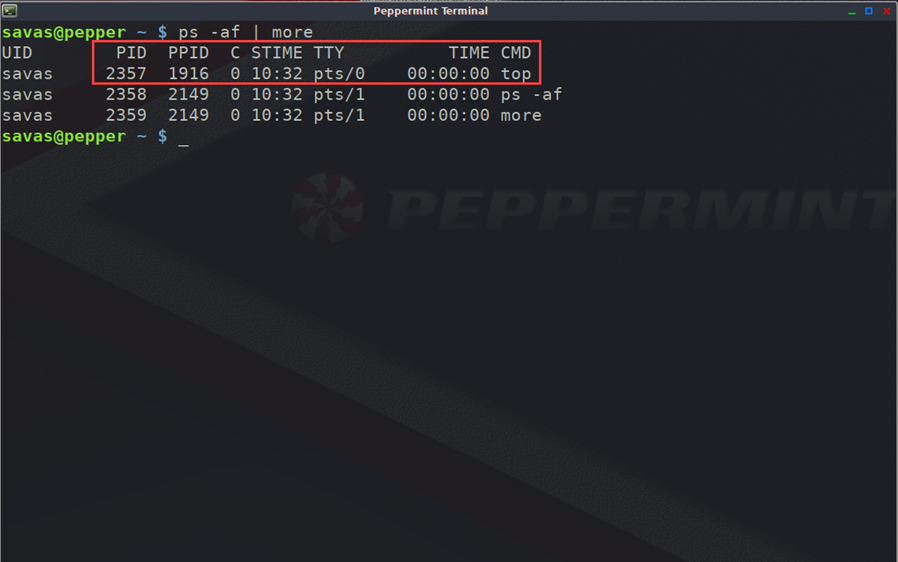 Peppermint Terminal
savas@pepper ~ $ ps -af | more
UID        PID  PPID  C STIME TTY          TIME CMD
savas     2357  1916  0 10:32 pts/0    00:00:00 top
savas     2358  2149  0 10:32 pts/1    00:00:00 ps -af
savas     2359  2149  0 10:32 pts/1    00:00:00 more
savas@pepper ~ $ _
PEPPERMINT